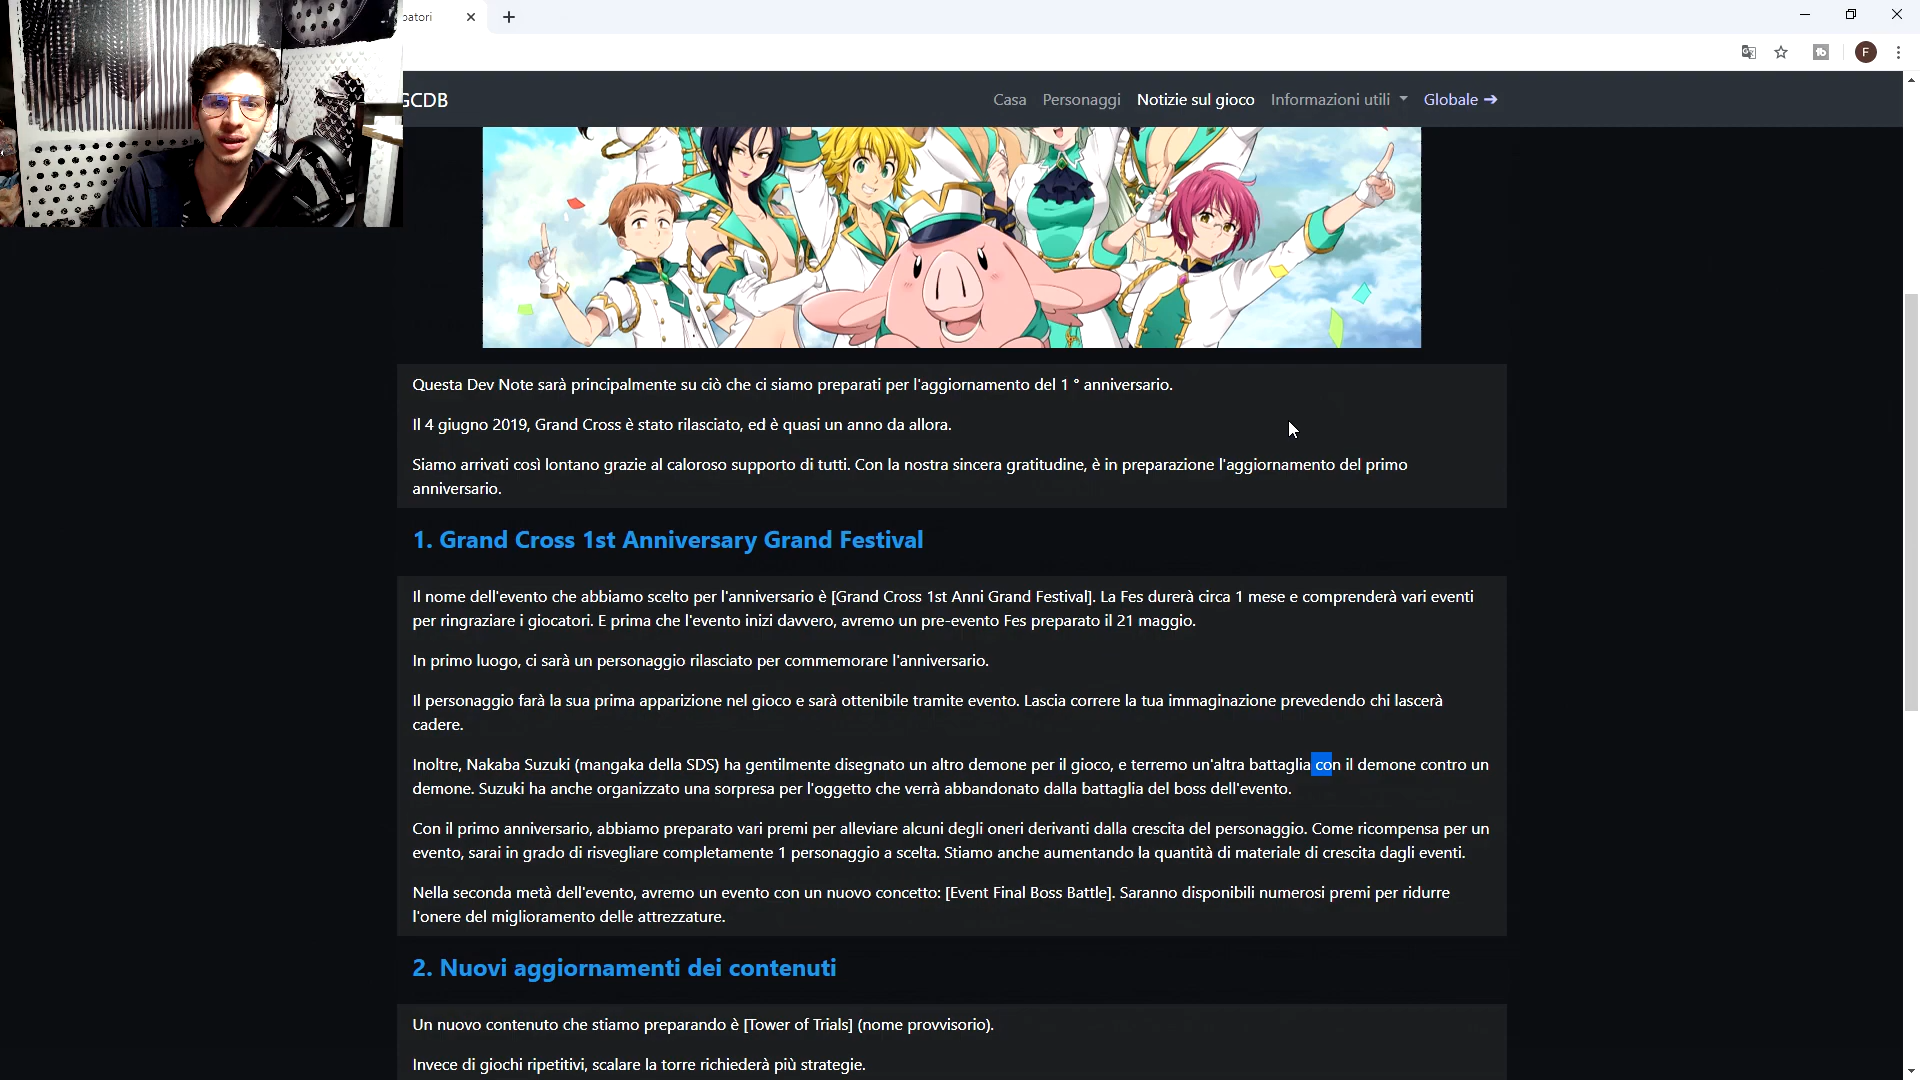 patori
F
GCDB
Casa Personaggi Notizie sul gioco Informazioni utili Globale →
Questa Dev Note sarà principalmente su ciò che ci siamo preparati per l'aggiornamento del 1 ° anniversario.
Il 4 giugno 2019, Grand Cross è stato rilasciato, ed è quasi un anno da allora.
Siamo arrivati così lontano grazie al caloroso supporto di tutti. Con la nostra sincera gratitudine, è in preparazione l'aggiornamento del primo
anniversario.
1. Grand Cross 1st Anniversary Grand Festival
Il nome dell'evento che abbiamo scelto per l'anniversario è [Grand Cross 1st Anni Grand Festival]. La Fes durerà circa 1 mese e comprenderà vari eventi
per ringraziare i giocatori. E prima che l'evento inizi davvero, avremo un pre-evento Fes preparato il 21 maggio.
In primo luogo, ci sarà un personaggio rilasciato per commemorare l'anniversario.
Il personaggio farà la sua prima apparizione nel gioco e sarà ottenibile tramite evento. Lascia correre la tua immaginazione prevedendo chi lascerà
cadere.
Inoltre, Nakaba Suzuki (mangaka della SDS) ha gentilmente disegnato un altro demone per il gioco, e terremo un'altra battaglia con il demone contro un
demone. Suzuki ha anche organizzato una sorpresa per l'oggetto che verrà abbandonato dalla battaglia del boss dell'evento.
Con il primo anniversario, abbiamo preparato vari premi per alleviare alcuni degli oneri derivanti dalla crescita del personaggio. Come ricompensa per un
evento, sarai in grado di risvegliare completamente 1 personaggio a scelta. Stiamo anche aumentando la quantità di materiale di crescita dagli eventi.
Nella seconda metà dell'evento, avremo un evento con un nuovo concetto: [Event Final Boss Battle]. Saranno disponibili numerosi premi per ridurre
l'onere del miglioramento delle attrezzature.
2. Nuovi aggiornamenti dei contenuti
Un nuovo contenuto che stiamo preparando è [Tower of Trials] (nome provvisorio).
Invece di giochi ripetitivi, scalare la torre richiederà più strategie.